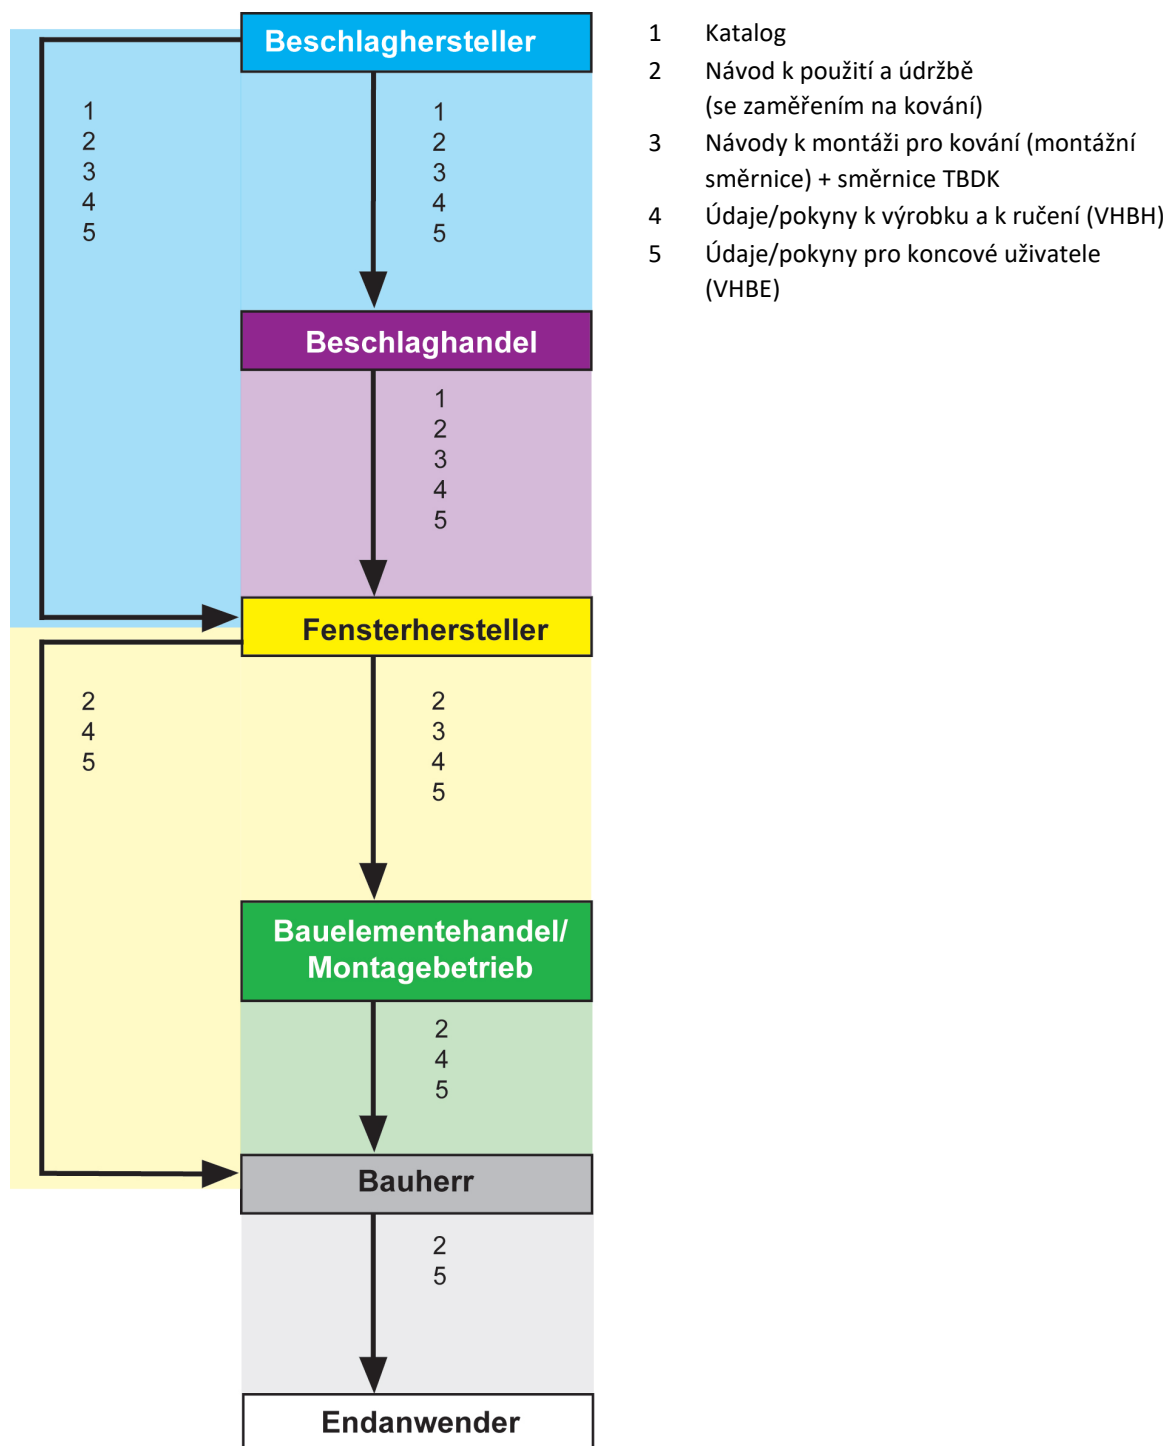 Beschlaghersteller
1
2
3
4
5
1
2
3
4
5
Beschlaghandel
1
2
3
4
5
Fensterhersteller
2
4
5
2
3
4
5
Bauelementehandel/
Montagebetrieb
2
4
5
Bauherr
2
5
Endanwender
1 Katalog
2 Návod k použití a údržbě
(se zaměřením na kování)
3 Návody k montáži pro kování (montážní
směrnice) + směrnice TBDK
4 Údaje/pokyny k výrobku a k ručení (VHBH)
5 Údaje/pokyny pro koncové uživatele
(VHBE)